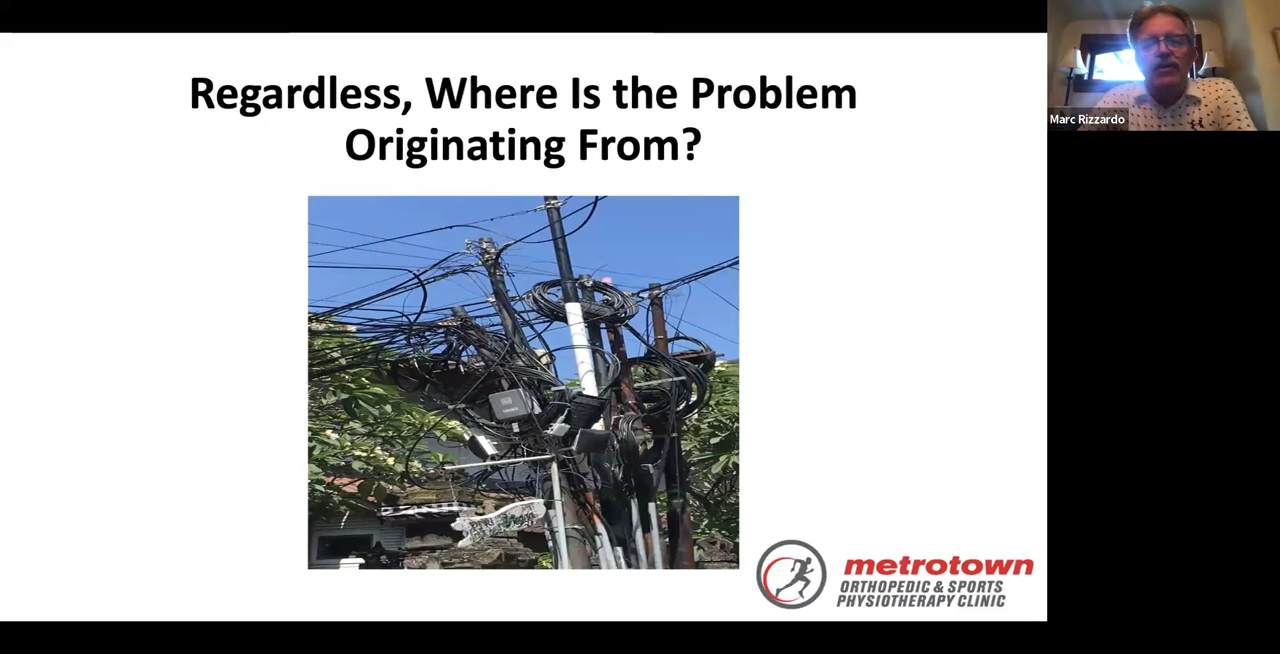 Regardless, Where Is the Problem
Originating From?
Marc Rizzardo
metrotown
ORTHOPEDIC & SPORTS
PHYSIOTHERAPY CLINIC